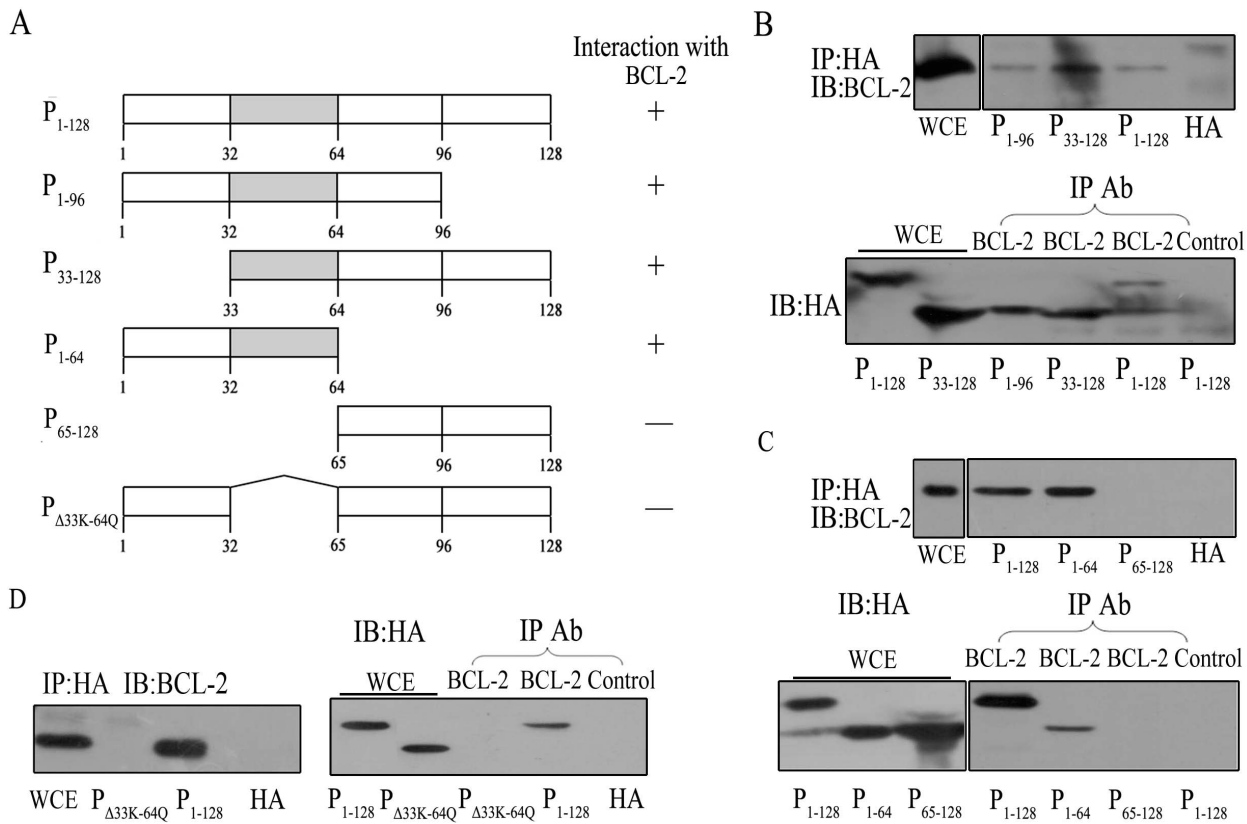 A
Interaction with
BCL-2
P1-128
+
1 32 64 96 128
P1-96
+
1 32 64 96
P33-128
+
33 64 96 128
P1-64
+
1 32 64
P65-128
—
65 96 128
PΔ33K-64Q
—
1 32 65 96 128
B
IP:HA
IB:BCL-2
WCE P1-96 P33-128 P1-128 HA
IP Ab
WCE BCL-2 BCL-2 BCL-2 Control
IB:HA
P1-128 P33-128 P1-96 P33-128 P1-128 P1-128
C
IP:HA
IB:BCL-2
WCE P1-128 P1-64 P65-128 HA
IB:HA IP Ab
WCE BCL-2 BCL-2 BCL-2 Control
P1-128 P1-64 P65-128 P1-128 P1-64 P65-128 P1-128
D
IP:HA IB:BCL-2
WCE PΔ33K-64Q P1-128 HA
IB:HA IP Ab
WCE BCL-2 BCL-2 Control
P1-128 PΔ33K-64Q PΔ33K-64Q P1-128 HA